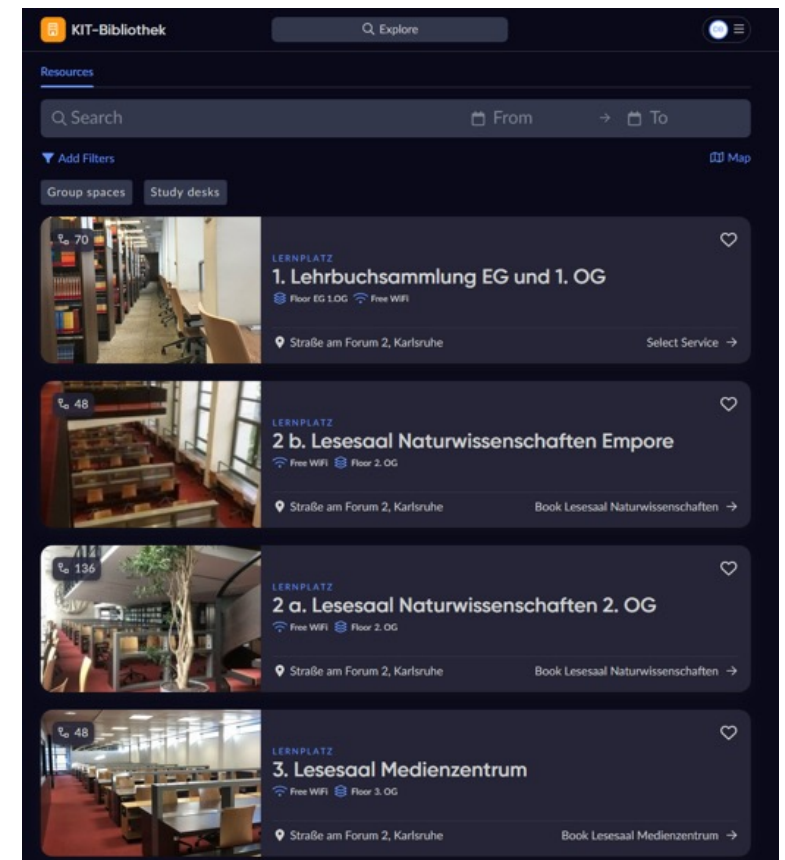 KIT-Bibliothek
Explore
Resources
Search
From → To
Add Filters
Map
Group spaces Study desks
70
LERNPLATZ
1. Lehrbuchsammlung EG und 1. OG
Floor EG 1.OG Free WiFi
Straße am Forum 2, Karlsruhe
Select Service →
48
LERNPLATZ
2 b. Lesesaal Naturwissenschaften Empore
Free WiFi Floor 2. OG
Straße am Forum 2, Karlsruhe
Book Lesesaal Naturwissenschaften →
136
LERNPLATZ
2 a. Lesesaal Naturwissenschaften 2. OG
Free WiFi Floor 2. OG
Straße am Forum 2, Karlsruhe
Book Lesesaal Naturwissenschaften →
48
LERNPLATZ
3. Lesesaal Medienzentrum
Free WiFi Floor 3. OG
Straße am Forum 2, Karlsruhe
Book Lesesaal Medienzentrum →